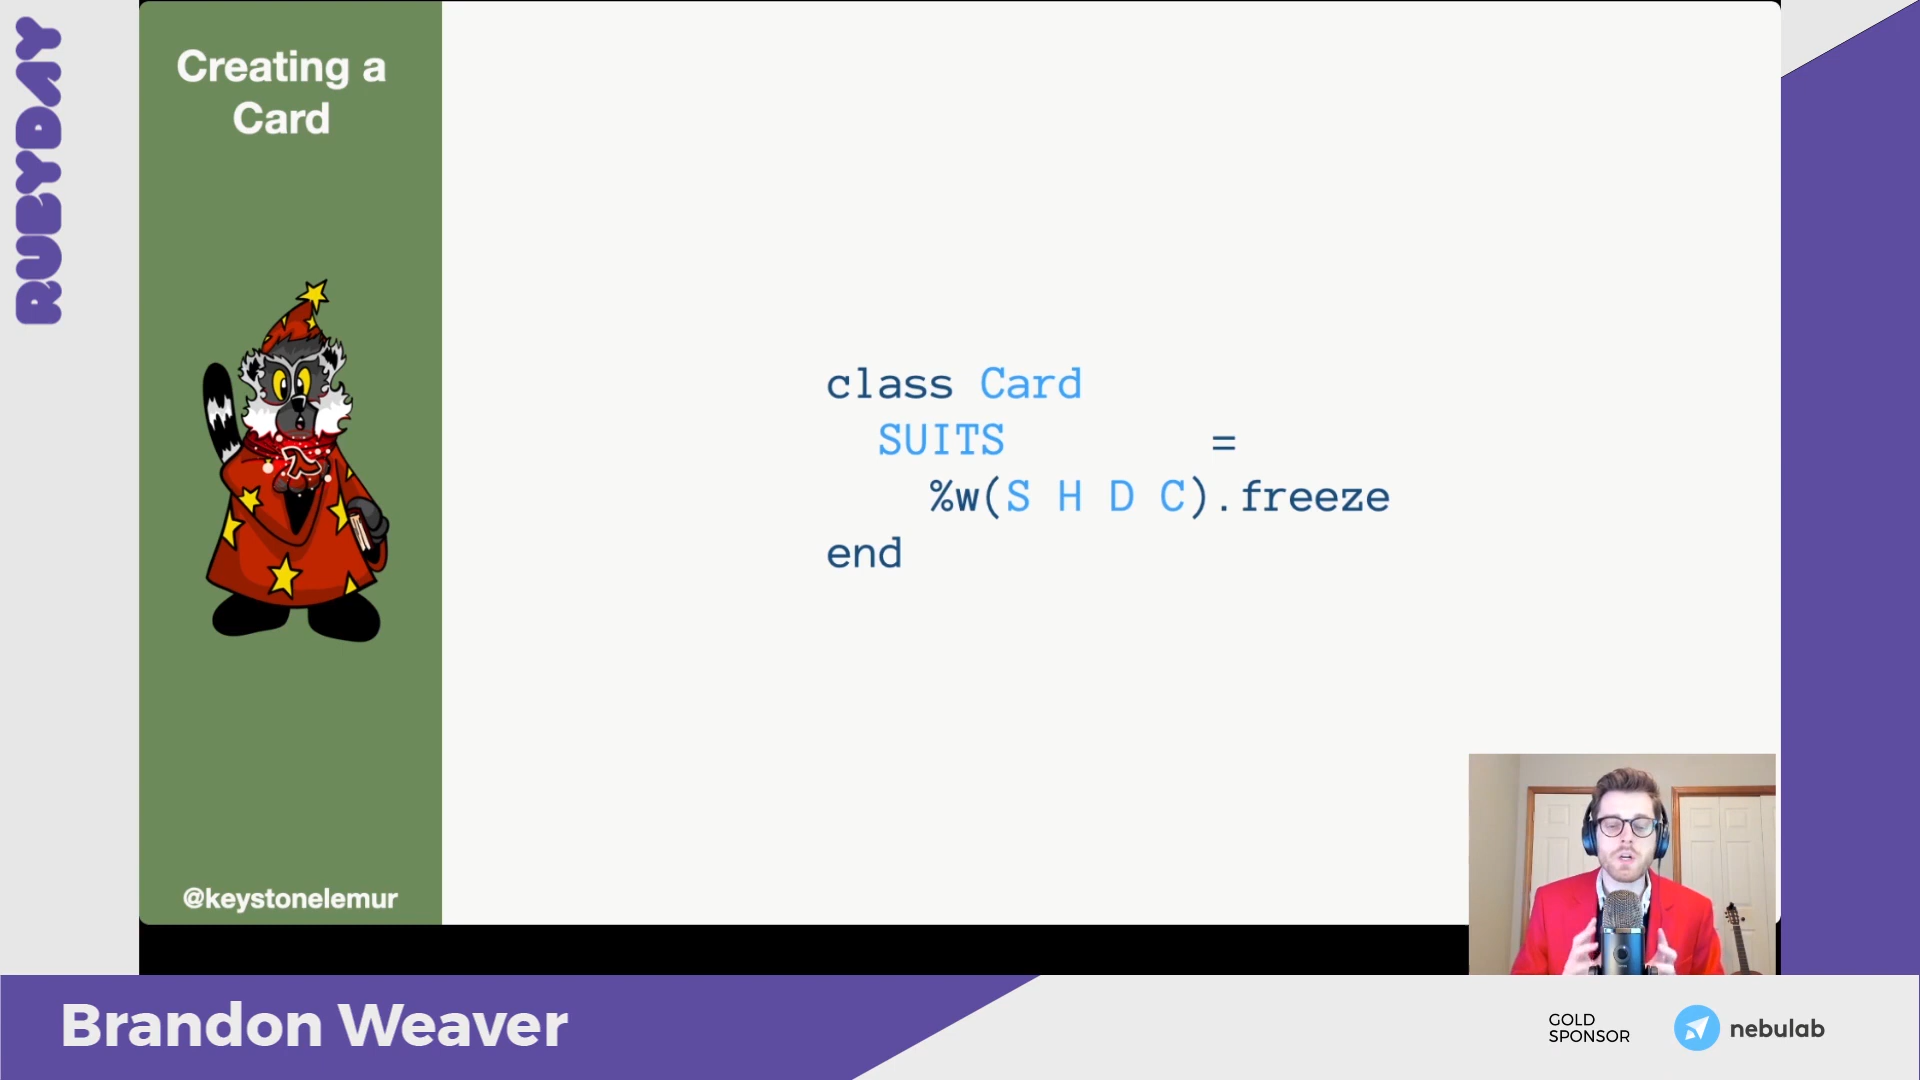 RUBYDAY
Creating a
Card
class Card
  SUITS        =
    %w(S H D C).freeze
end
@keystonelemur
Brandon Weaver
GOLD
SPONSOR
nebulab